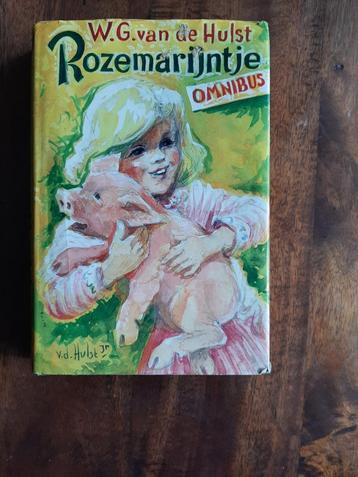 W.G. van de Hulst
Rozemarijntje
OMNIBUS
v.d. Hulst Jr